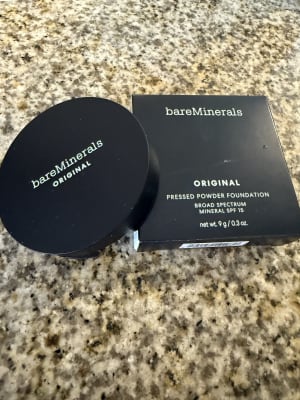 bareMinerals
ORIGINAL
bareMinerals
ORIGINAL
PRESSED POWDER FOUNDATION
BROAD SPECTRUM
MINERAL SPF 15
net wt. 9 g / 0.3 oz.